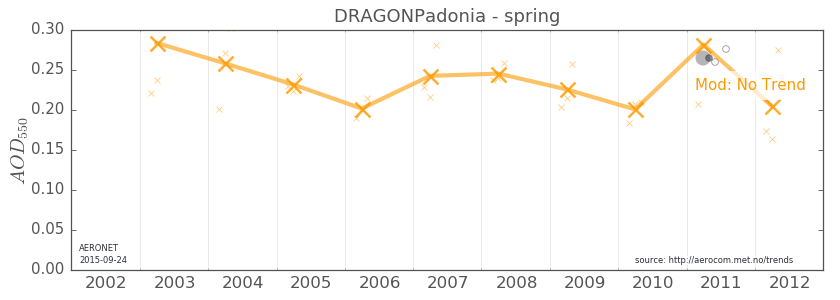 DRAGONPadonia - spring
0.30
0.25
0.20
0.15
0.10
0.05
0.00
AOD550
Mod: No Trend
AERONET
2015-09-24
source: http://aerocom.met.no/trends
2002 2003 2004 2005 2006 2007 2008 2009 2010 2011 2012